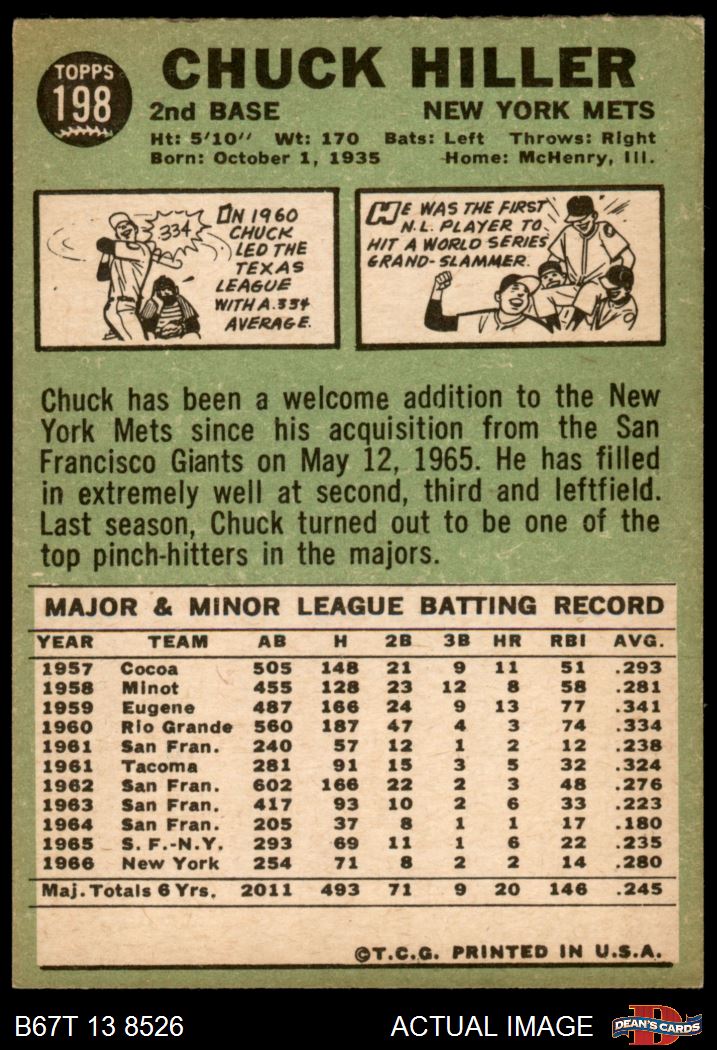 TOPPS
198
CHUCK HILLER
2nd BASE NEW YORK METS
Ht: 5'10" Wt: 170 Bats: Left Throws: Right
Born: October 1, 1935 Home: McHenry, Ill.
.334
IN 1960
CHUCK
LED THE
TEXAS
LEAGUE
WITH A .334
AVERAGE.
HE WAS THE FIRST
N.L. PLAYER TO
HIT A WORLD SERIES
GRAND-SLAMMER.
Chuck has been a welcome addition to the New
York Mets since his acquisition from the San
Francisco Giants on May 12, 1965. He has filled
in extremely well at second, third and leftfield.
Last season, Chuck turned out to be one of the
top pinch-hitters in the majors.
MAJOR & MINOR LEAGUE BATTING RECORD
YEAR TEAM AB H 2B 3B HR RBI AVG.
1957 Cocoa 505 148 21 9 11 51 .293
1958 Minot 455 128 23 12 8 58 .281
1959 Eugene 487 166 24 9 13 77 .341
1960 Rio Grande 560 187 47 4 3 74 .334
1961 San Fran. 240 57 12 1 2 12 .238
1961 Tacoma 281 91 15 3 5 32 .324
1962 San Fran. 602 166 22 2 3 48 .276
1963 San Fran. 417 93 10 2 6 33 .223
1964 San Fran. 205 37 8 1 1 17 .180
1965 S. F.-N.Y. 293 69 11 1 6 22 .235
1966 New York 254 71 8 2 2 14 .280
Maj. Totals 6 Yrs. 2011 493 71 9 20 146 .245
©T.C.G. PRINTED IN U.S.A.
B67T 13 8526 ACTUAL IMAGE
D
DEAN'S CARDS